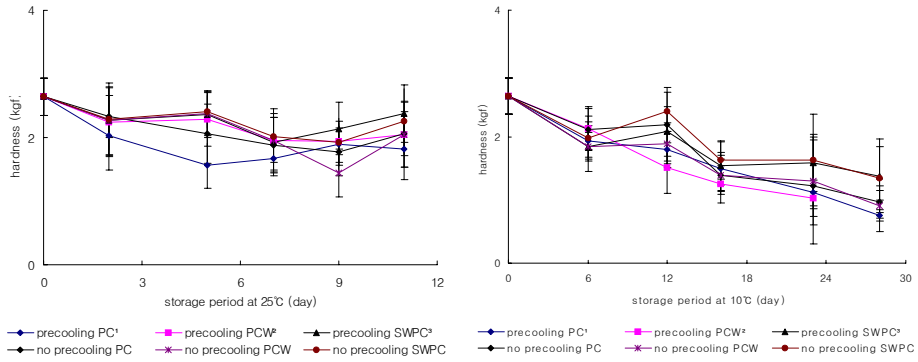 4
2
0
hardness (kgf)
0 3 6 9 12
storage period at 25℃ (day)
precooling PC¹ precooling PCW² precooling SWPC³
no precooling PC no precooling PCW no precooling SWPC
4
2
0
hardness (kgf)
0 6 12 18 24 30
storage period at 10℃ (day)
precooling PC¹ precooling PCW² precooling SWPC³
no precooling PC no precooling PCW no precooling SWPC